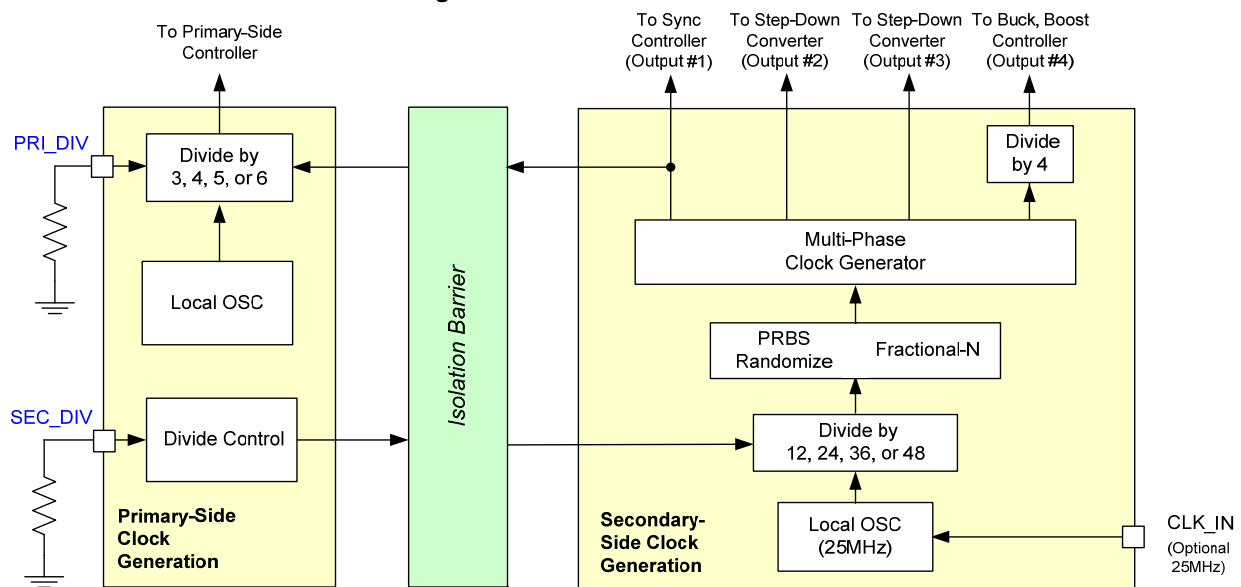 To Primary-Side
Controller
To Sync
Controller
(Output #1)
To Step-Down
Converter
(Output #2)
To Step-Down
Converter
(Output #3)
To Buck, Boost
Controller
(Output #4)
PRI_DIV
Divide by
3, 4, 5, or 6
Divide
by 4
Multi-Phase
Clock Generator
Local OSC
Isolation Barrier
PRBS
Randomize
Fractional-N
SEC_DIV
Divide Control
Divide by
12, 24, 36, or 48
Primary-Side
Clock
Generation
Secondary-
Side Clock
Generation
Local OSC
(25MHz)
CLK_IN
(Optional
25MHz)